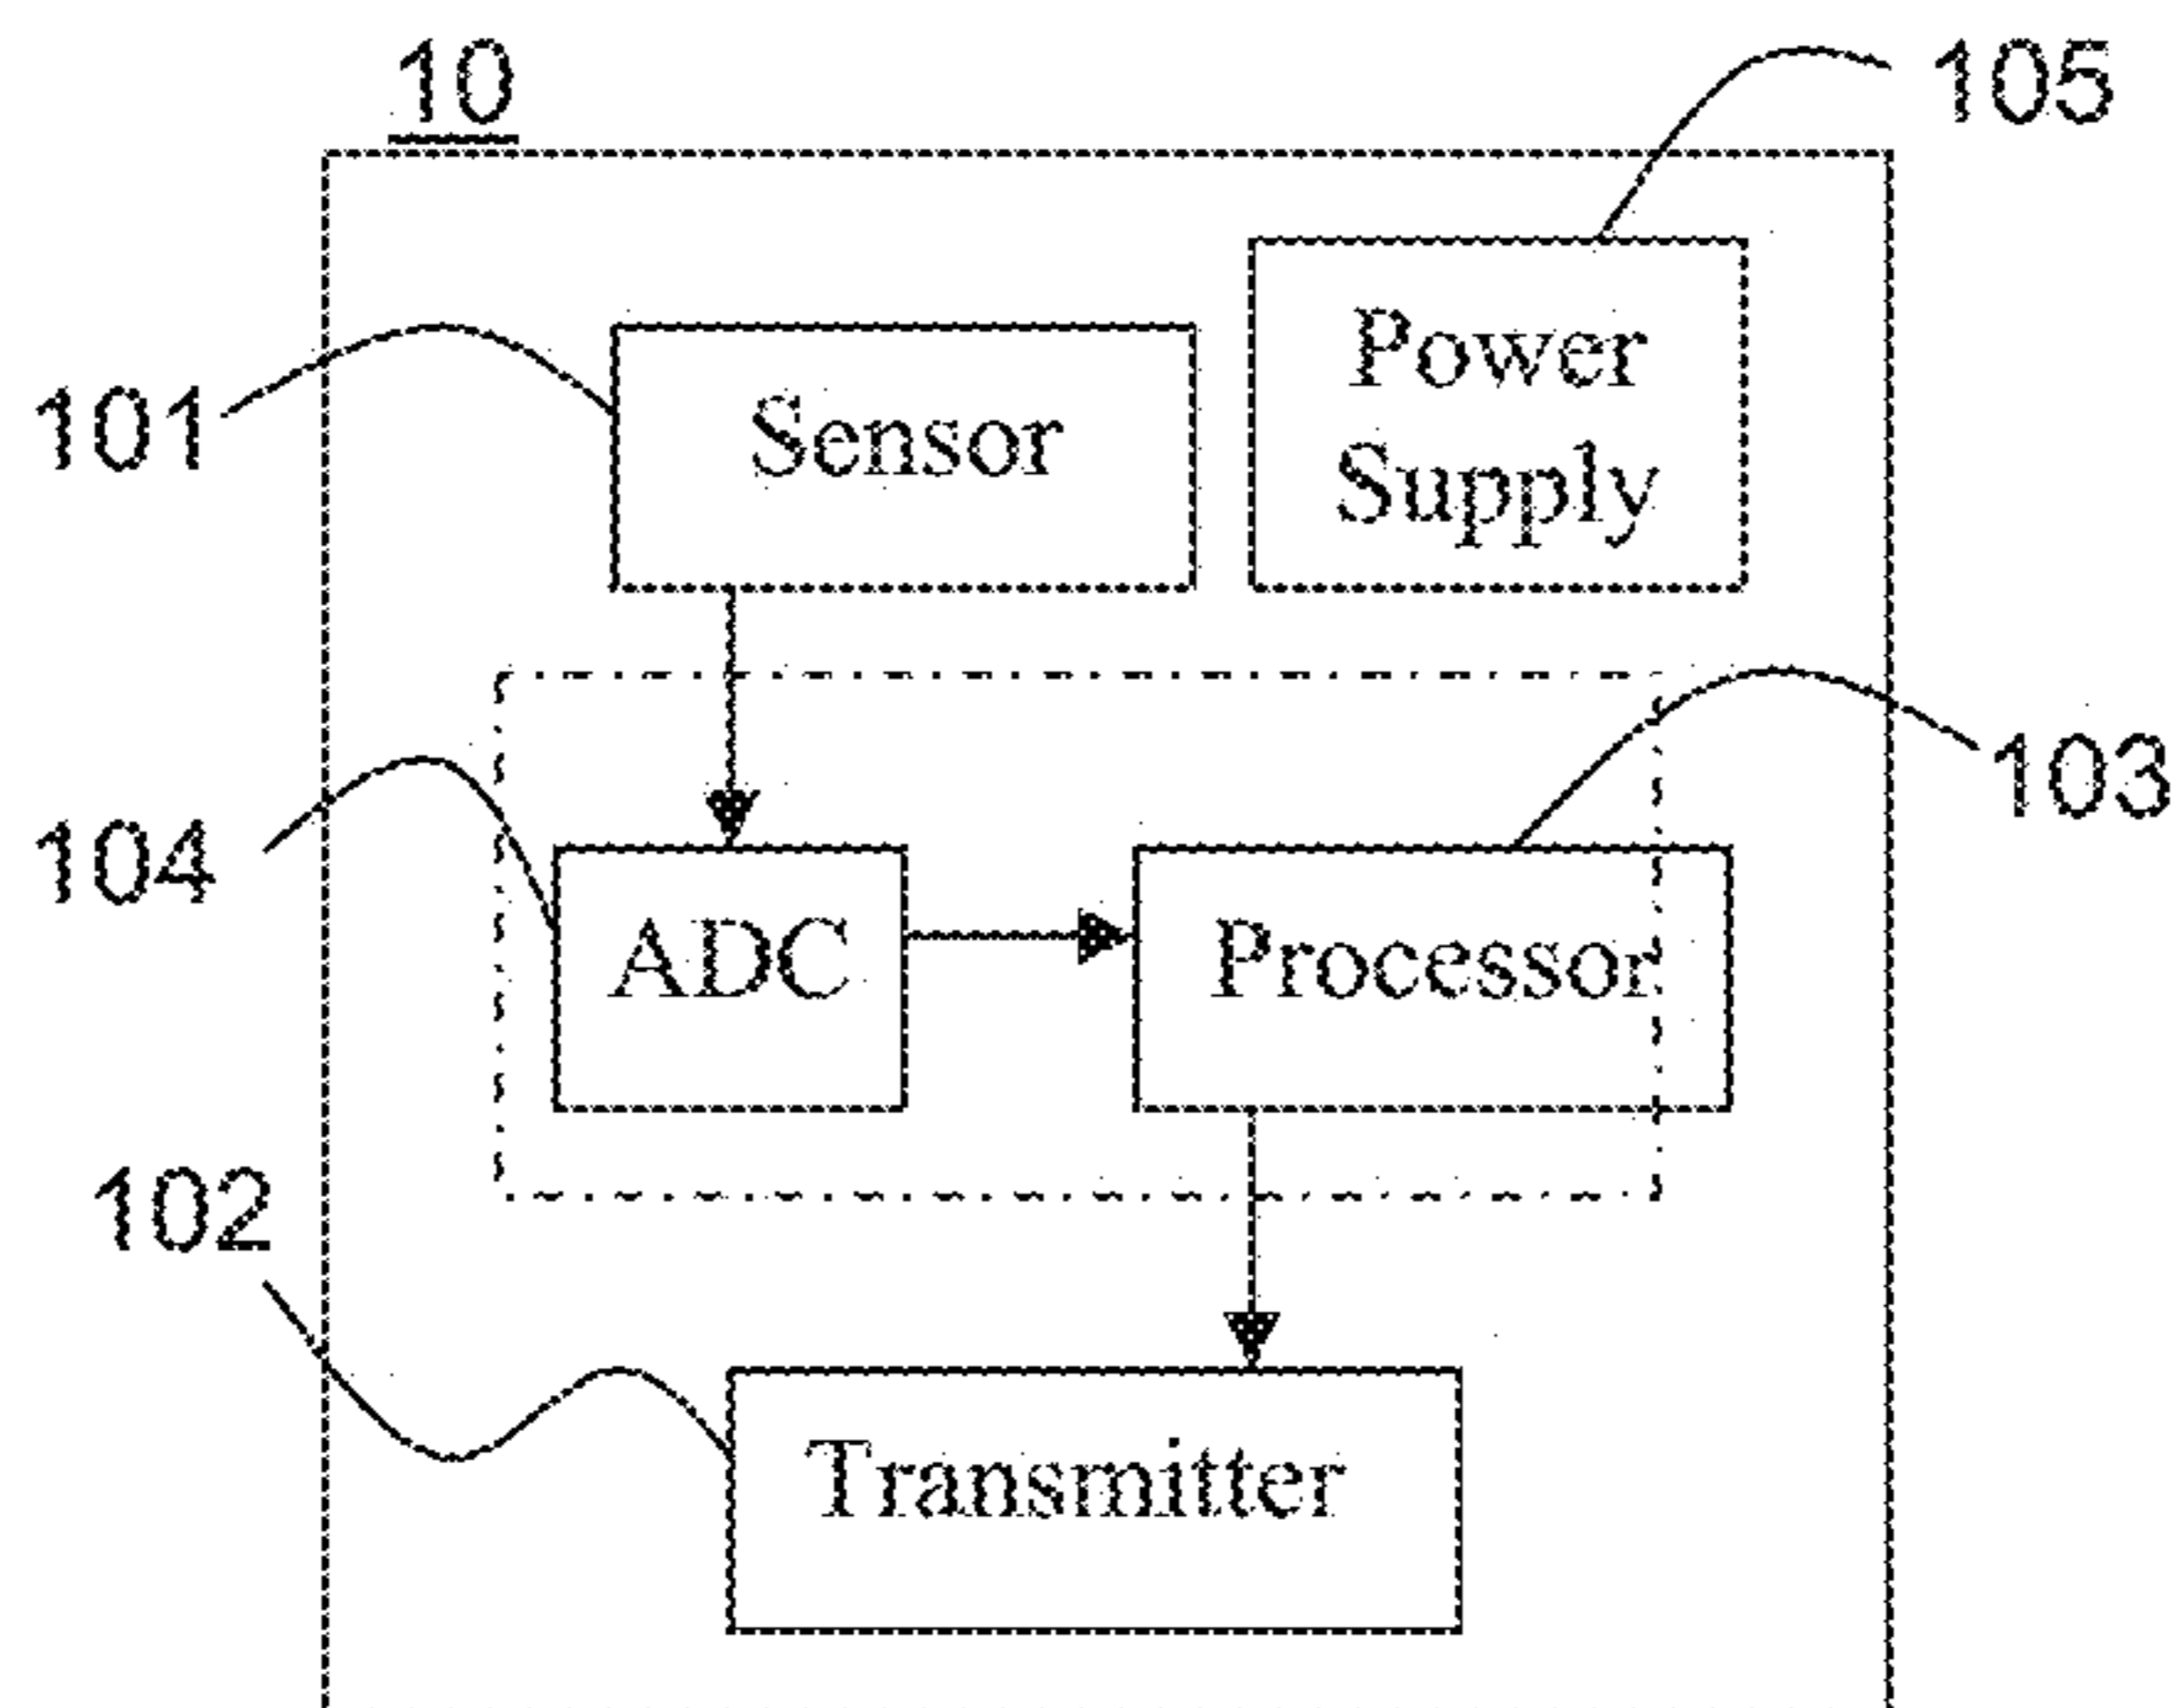 10
105
Power
Supply
101
Sensor
103
104
ADC
Processor
102
Transmitter